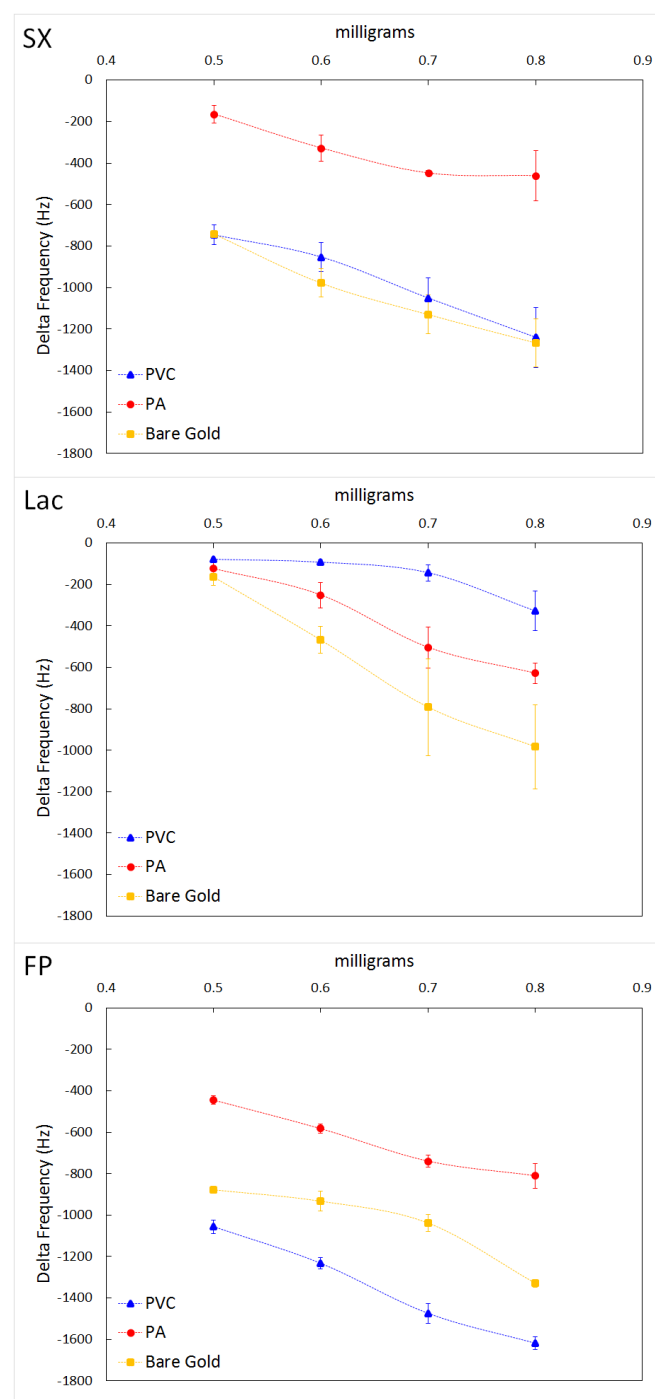 SX
milligrams
0.4 0.5 0.6 0.7 0.8 0.9
0
-200
-400
-600
-800
-1000
-1200
-1400
-1600
-1800
Delta Frequency (Hz)
PVC
PA
Bare Gold
Lac
milligrams
0.4 0.5 0.6 0.7 0.8 0.9
0
-200
-400
-600
-800
-1000
-1200
-1400
-1600
-1800
Delta Frequency (Hz)
PVC
PA
Bare Gold
FP
milligrams
0.4 0.5 0.6 0.7 0.8 0.9
0
-200
-400
-600
-800
-1000
-1200
-1400
-1600
-1800
Delta Frequency (Hz)
PVC
PA
Bare Gold